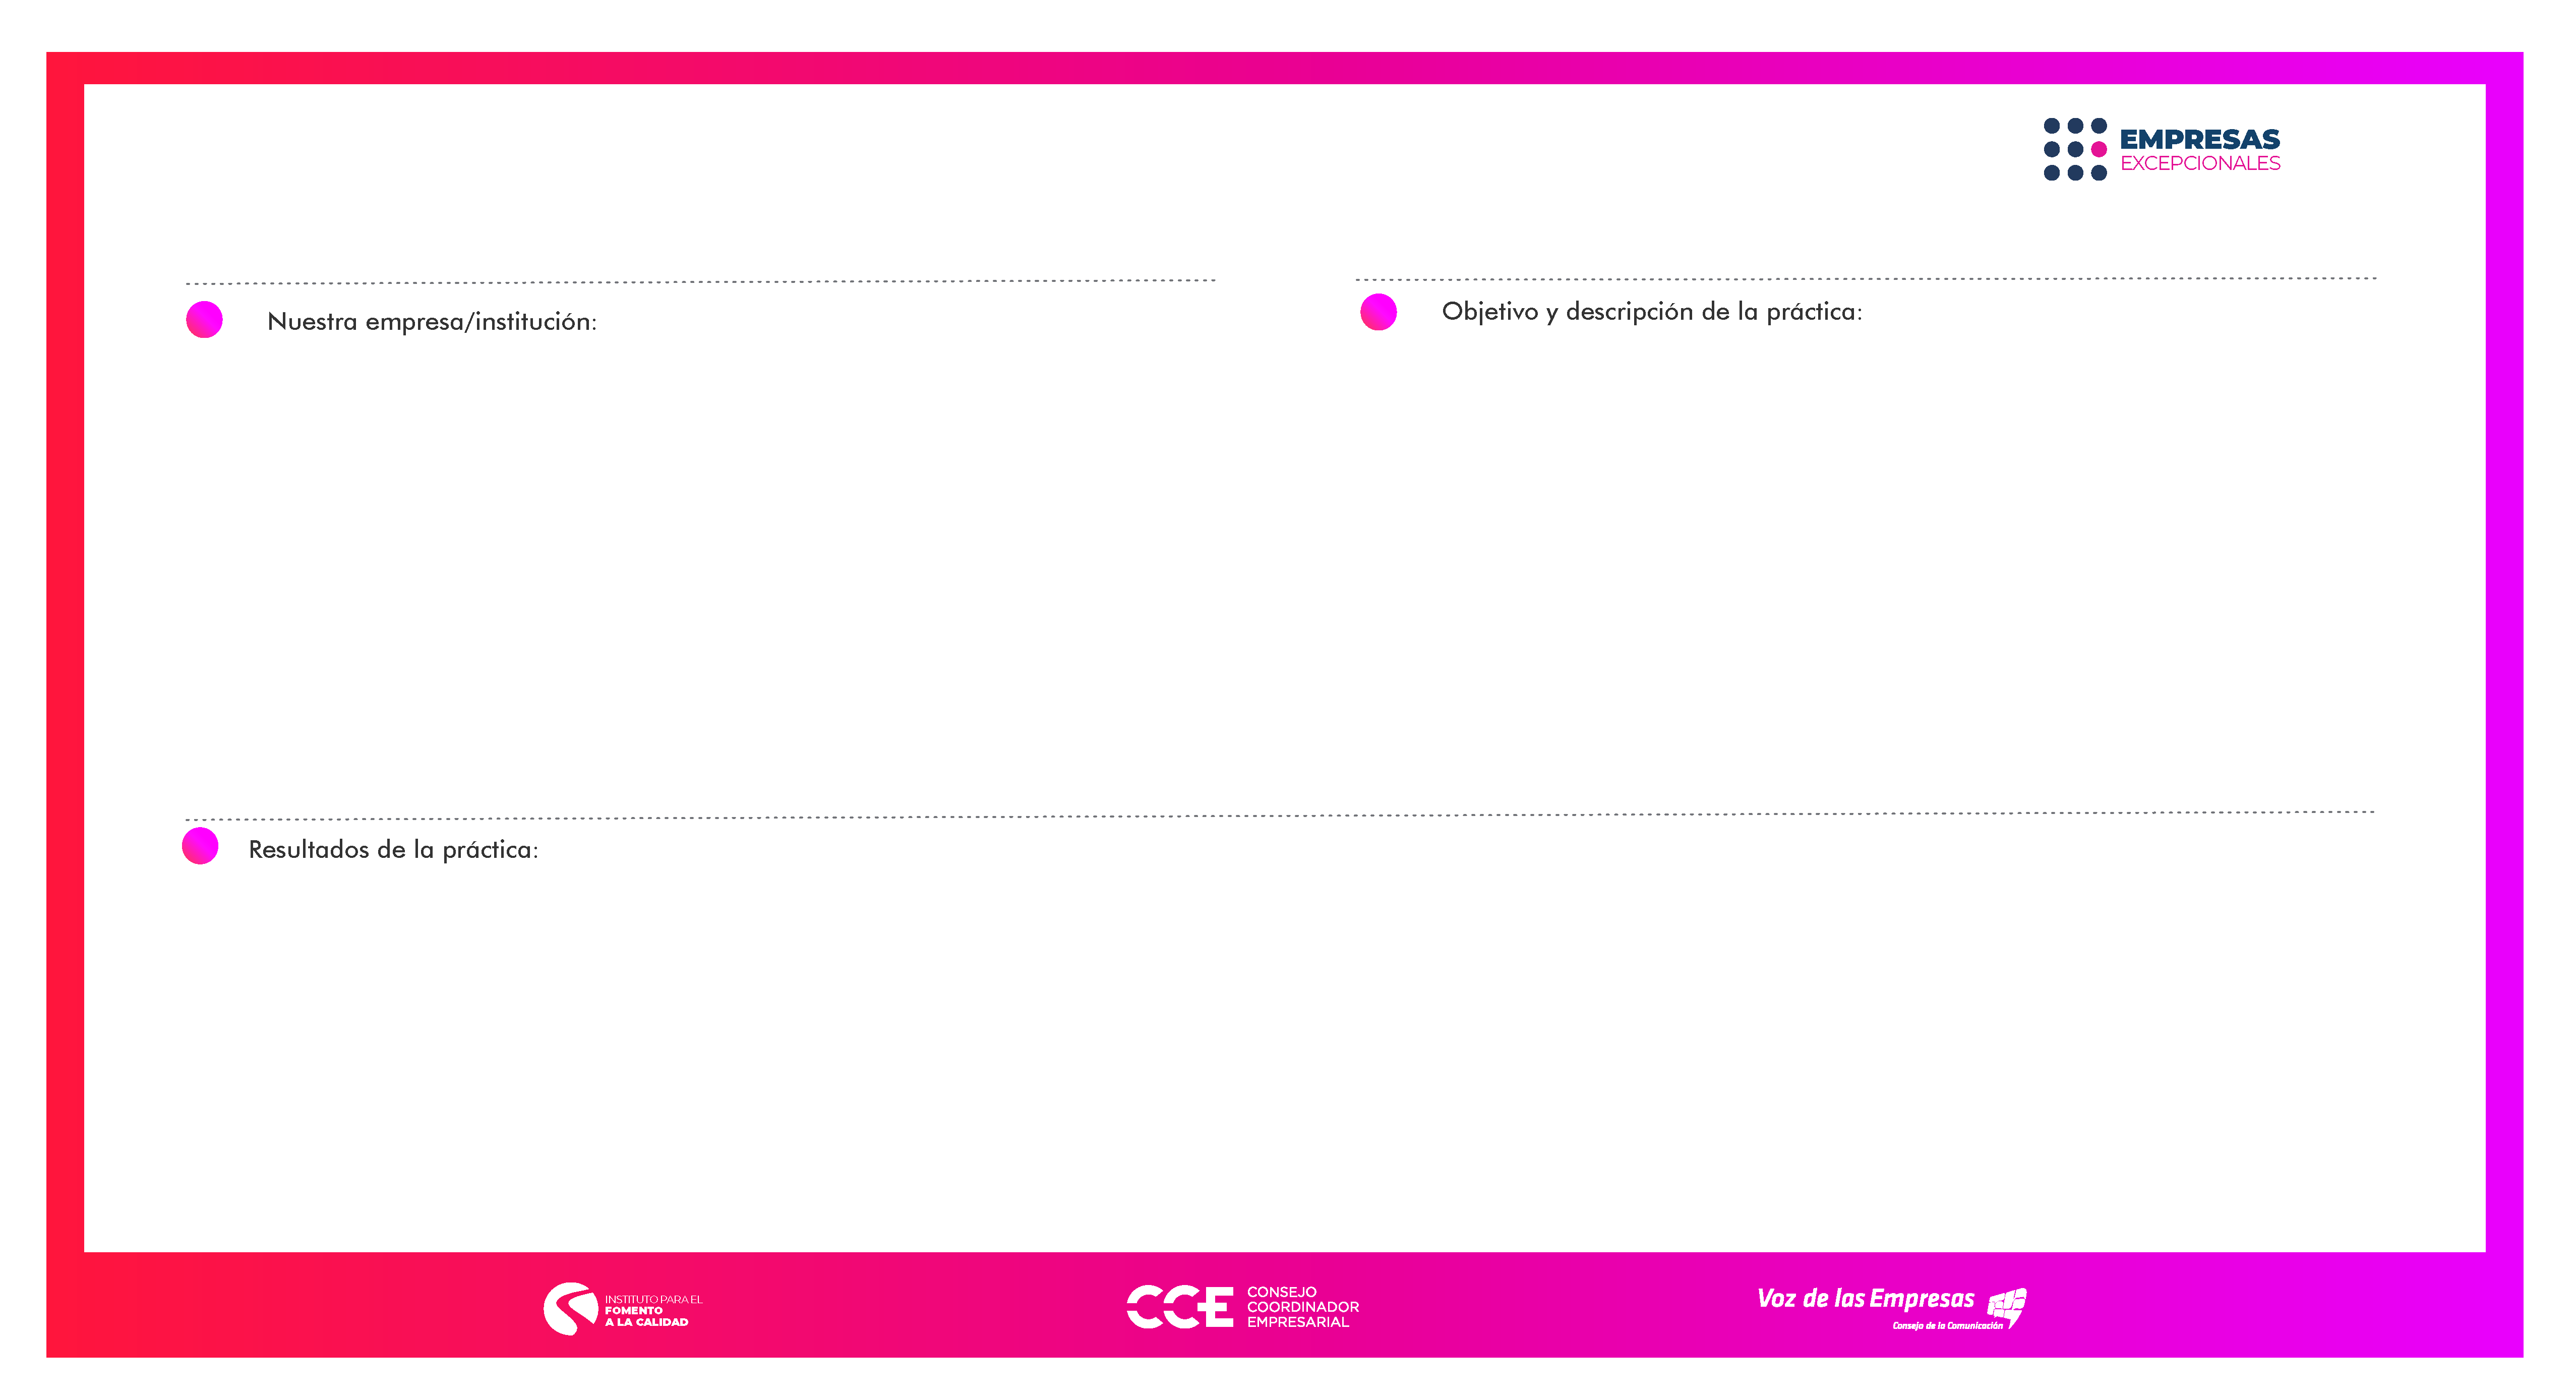 EMPRESAS
EXCEPCIONALES
Nuestra empresa/institución:
Objetivo y descripción de la práctica:
Resultados de la práctica:
INSTITUTO PARA EL
FOMENTO
A LA CALIDAD
CCE
CONSEJO
COORDINADOR
EMPRESARIAL
Voz de las Empresas
Consejo de la Comunicación